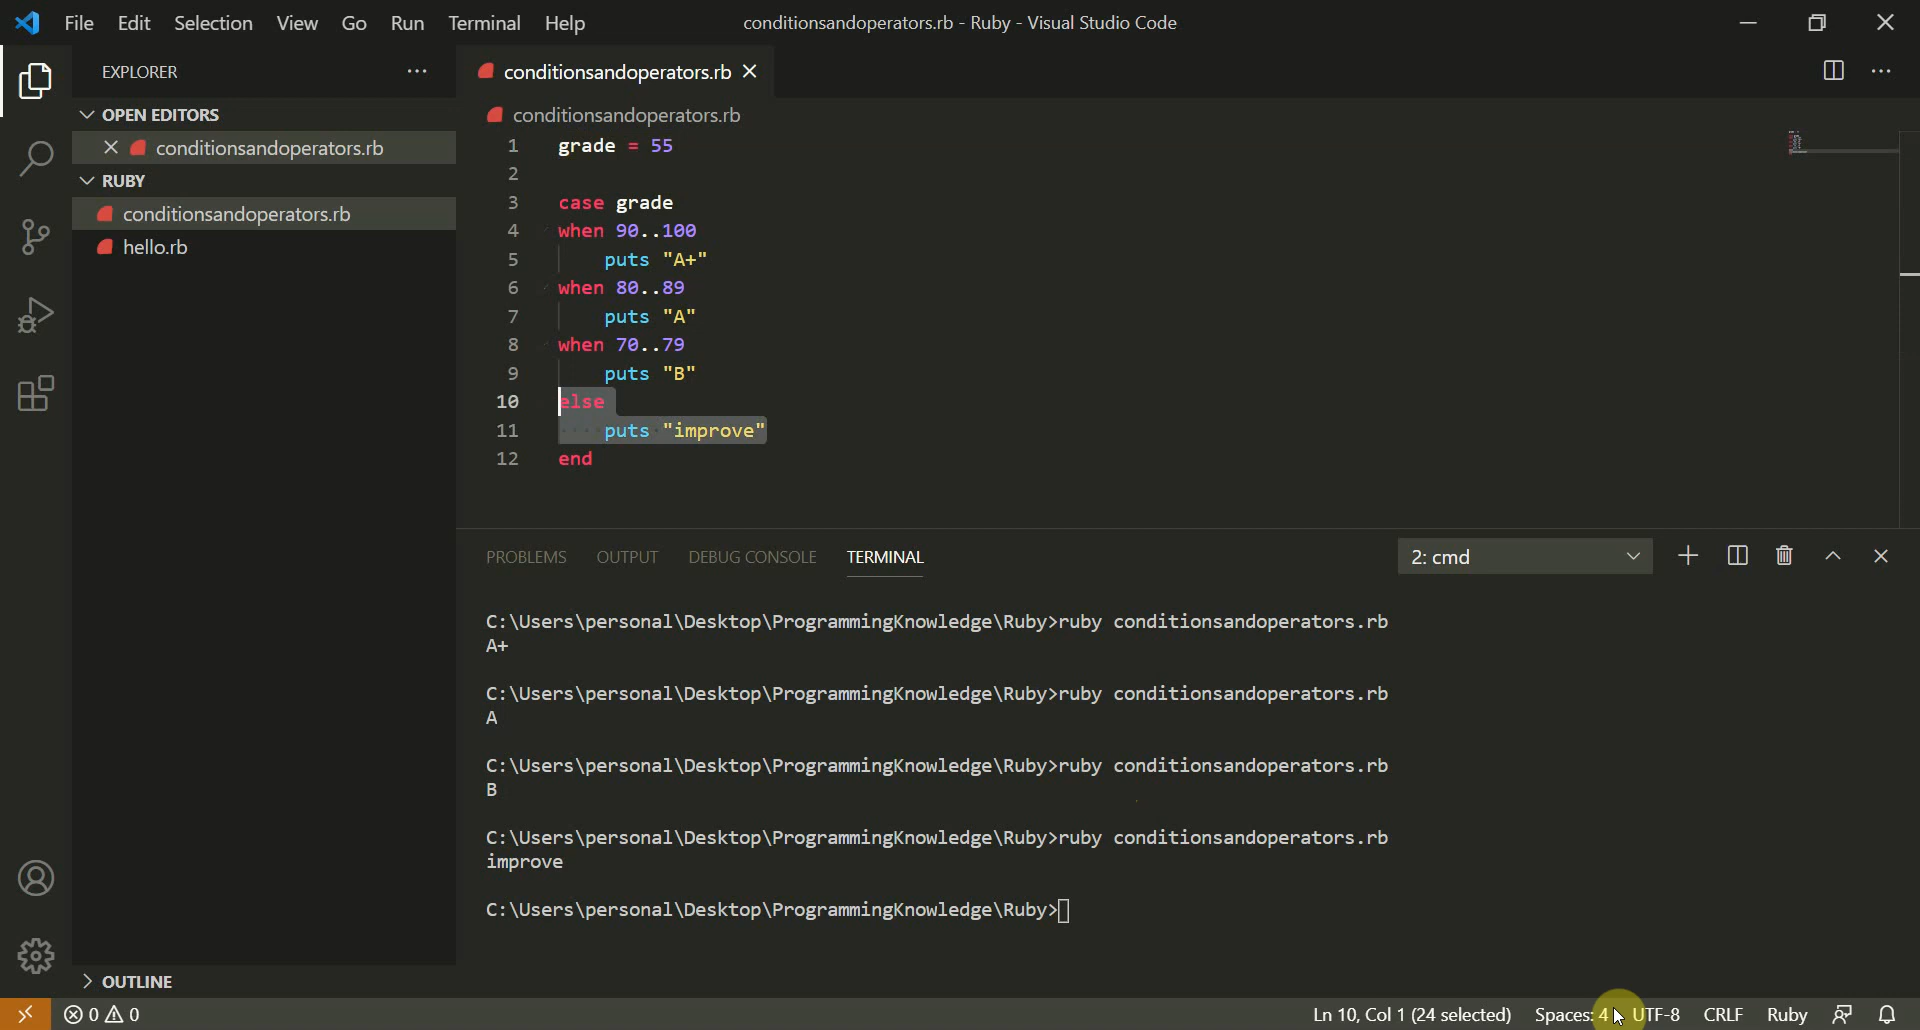 File Edit Selection View Go Run Terminal Help conditionsandoperators.rb - Ruby - Visual Studio Code
EXPLORER
OPEN EDITORS
conditionsandoperators.rb
RUBY
conditionsandoperators.rb
hello.rb
OUTLINE
conditionsandoperators.rb
conditionsandoperators.rb
1 grade = 55
2
3 case grade
4 when 90..100
5 puts "A+"
6 when 80..89
7 puts "A"
8 when 70..79
9 puts "B"
10 else
11 puts "improve"
12 end
PROBLEMS OUTPUT DEBUG CONSOLE TERMINAL 2: cmd
C:\Users\personal\Desktop\ProgrammingKnowledge\Ruby>ruby conditionsandoperators.rb
A+
C:\Users\personal\Desktop\ProgrammingKnowledge\Ruby>ruby conditionsandoperators.rb
A
C:\Users\personal\Desktop\ProgrammingKnowledge\Ruby>ruby conditionsandoperators.rb
B
C:\Users\personal\Desktop\ProgrammingKnowledge\Ruby>ruby conditionsandoperators.rb
improve
C:\Users\personal\Desktop\ProgrammingKnowledge\Ruby>
0 0 Ln 10, Col 1 (24 selected) Spaces: 4 UTF-8 CRLF Ruby